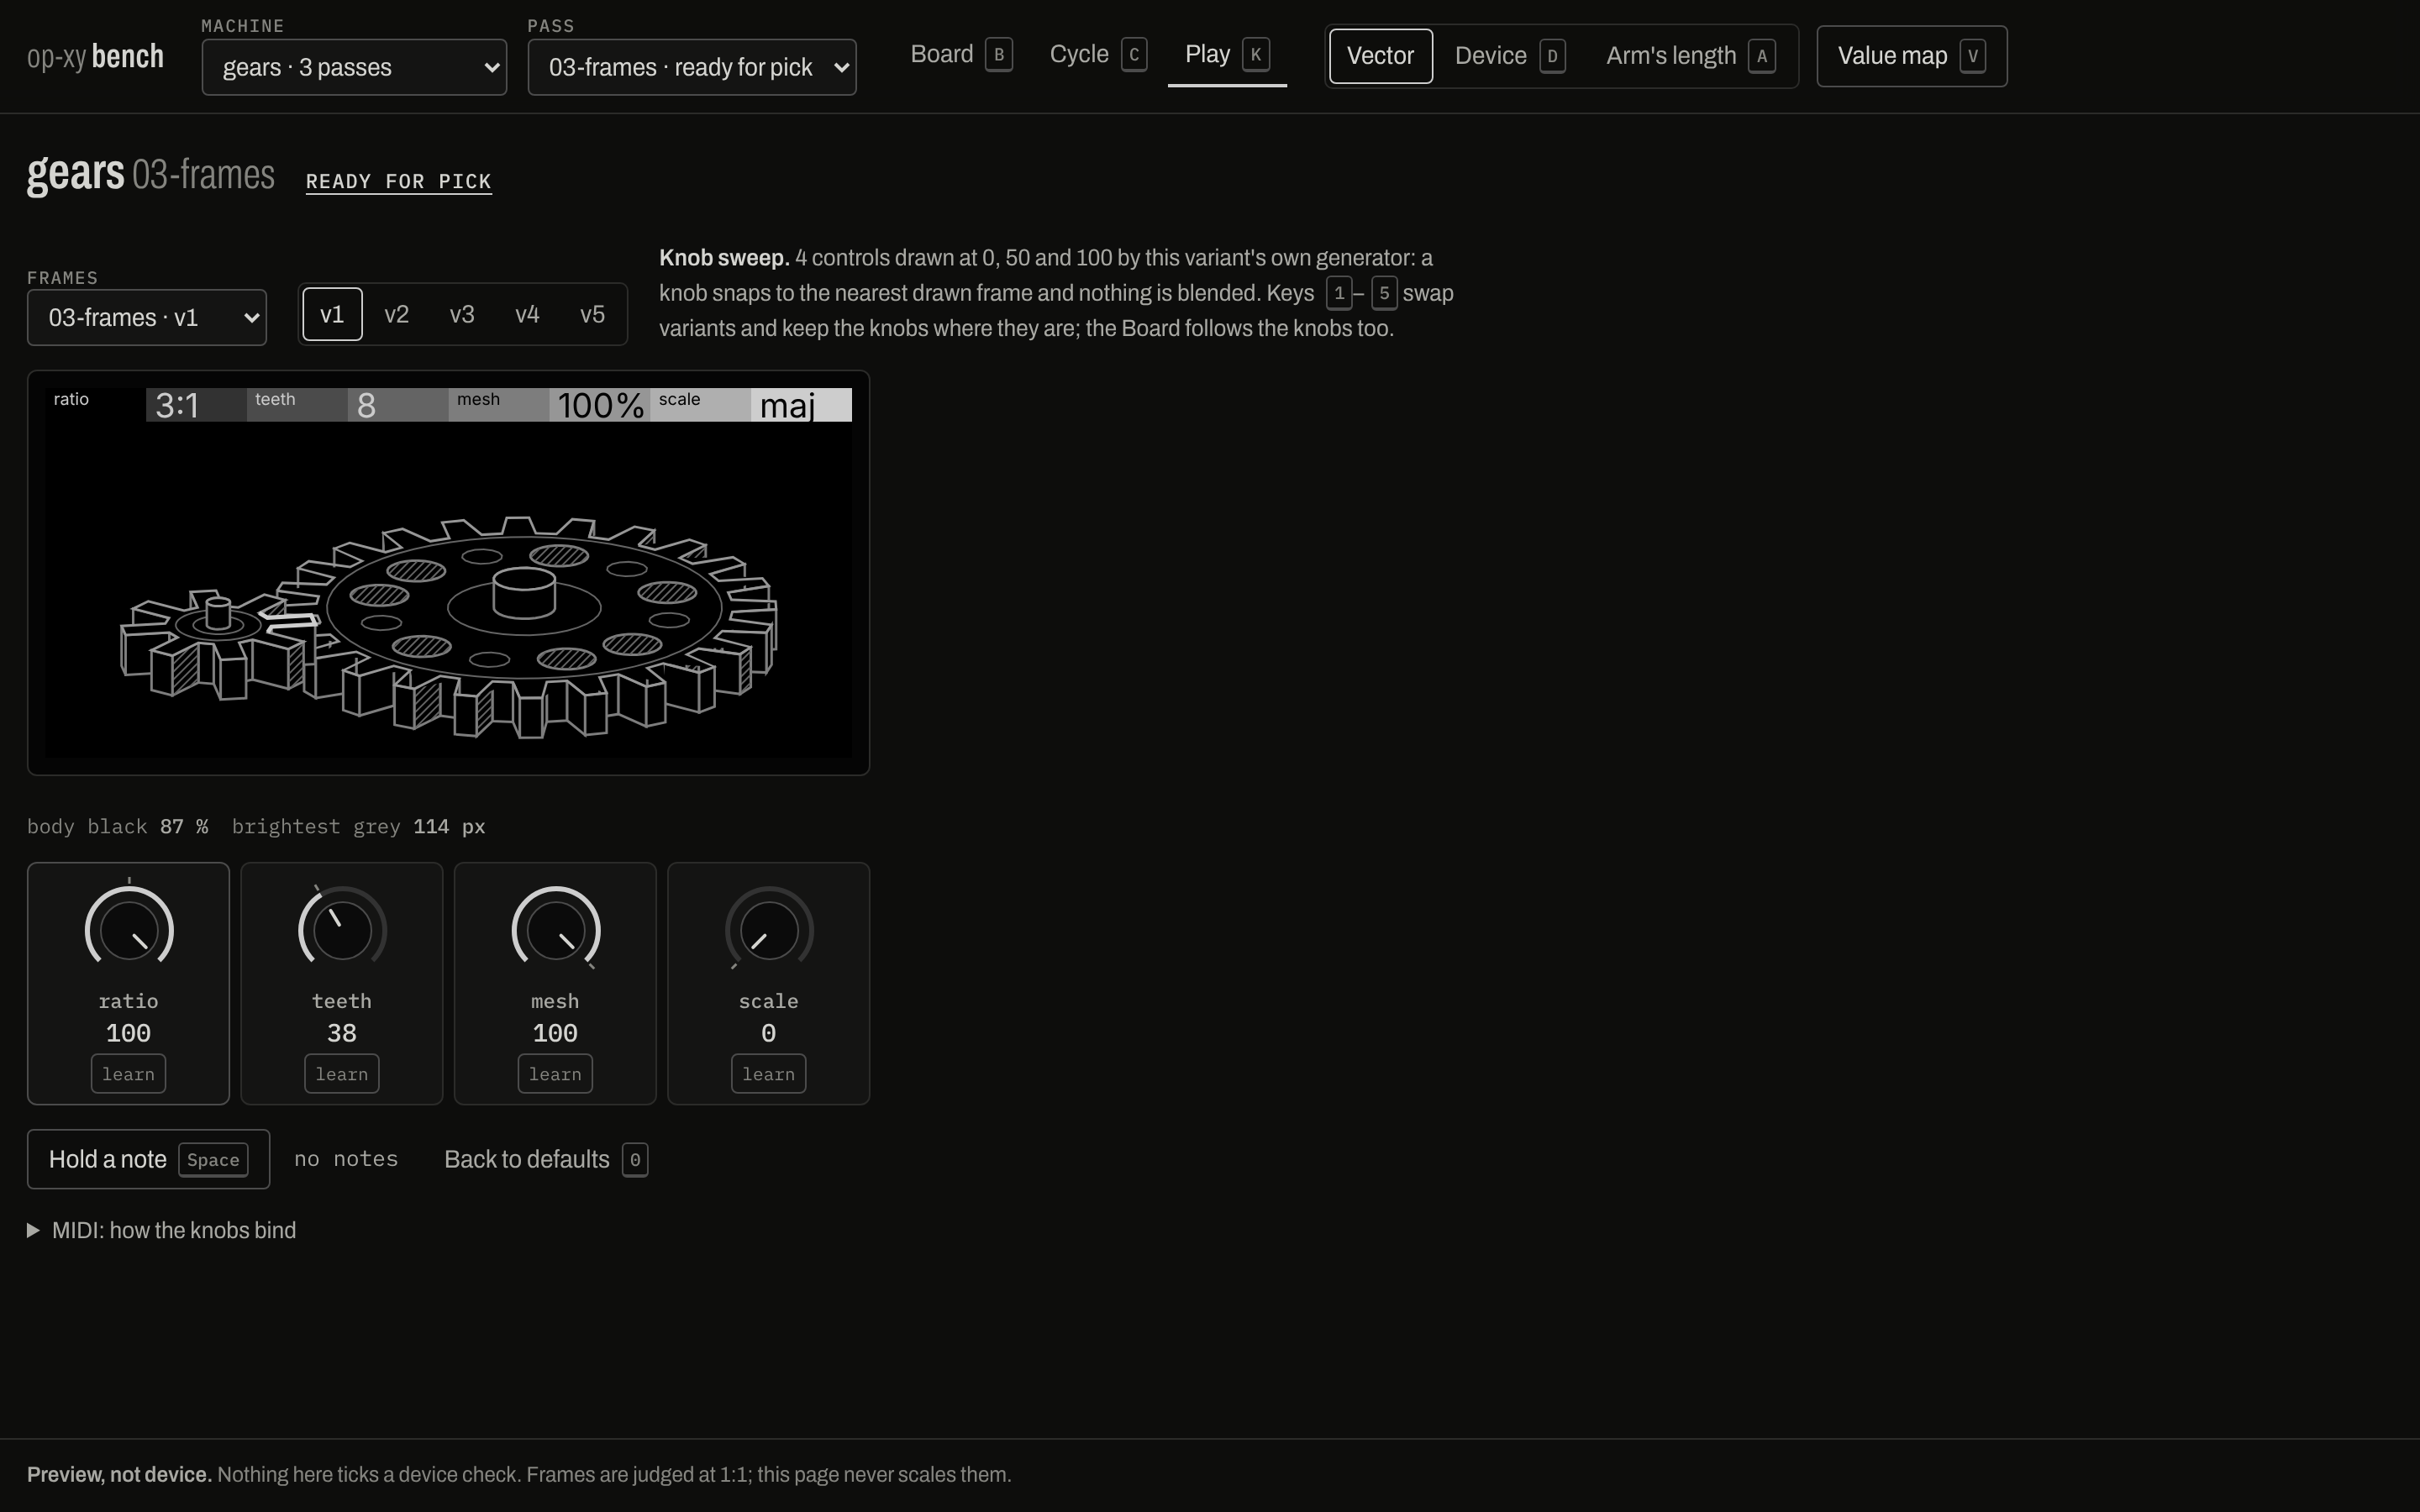 op-xy bench
MACHINE
gears · 3 passes
PASS
03-frames · ready for pick
Board B
Cycle C
Play K
Vector
Device D
Arm's length A
Value map V
gears 03-frames
READY FOR PICK
FRAMES
03-frames · v1
v1 v2 v3 v4 v5
Knob sweep. 4 controls drawn at 0, 50 and 100 by this variant's own generator: a
knob snaps to the nearest drawn frame and nothing is blended. Keys 1 – 5 swap
variants and keep the knobs where they are; the Board follows the knobs too.
ratio 3:1 teeth 8 mesh 100% scale maj
body black 87 % brightest grey 114 px
ratio
100
learn
teeth
38
learn
mesh
100
learn
scale
0
learn
Hold a note Space
no notes
Back to defaults 0
MIDI: how the knobs bind
Preview, not device. Nothing here ticks a device check. Frames are judged at 1:1; this page never scales them.